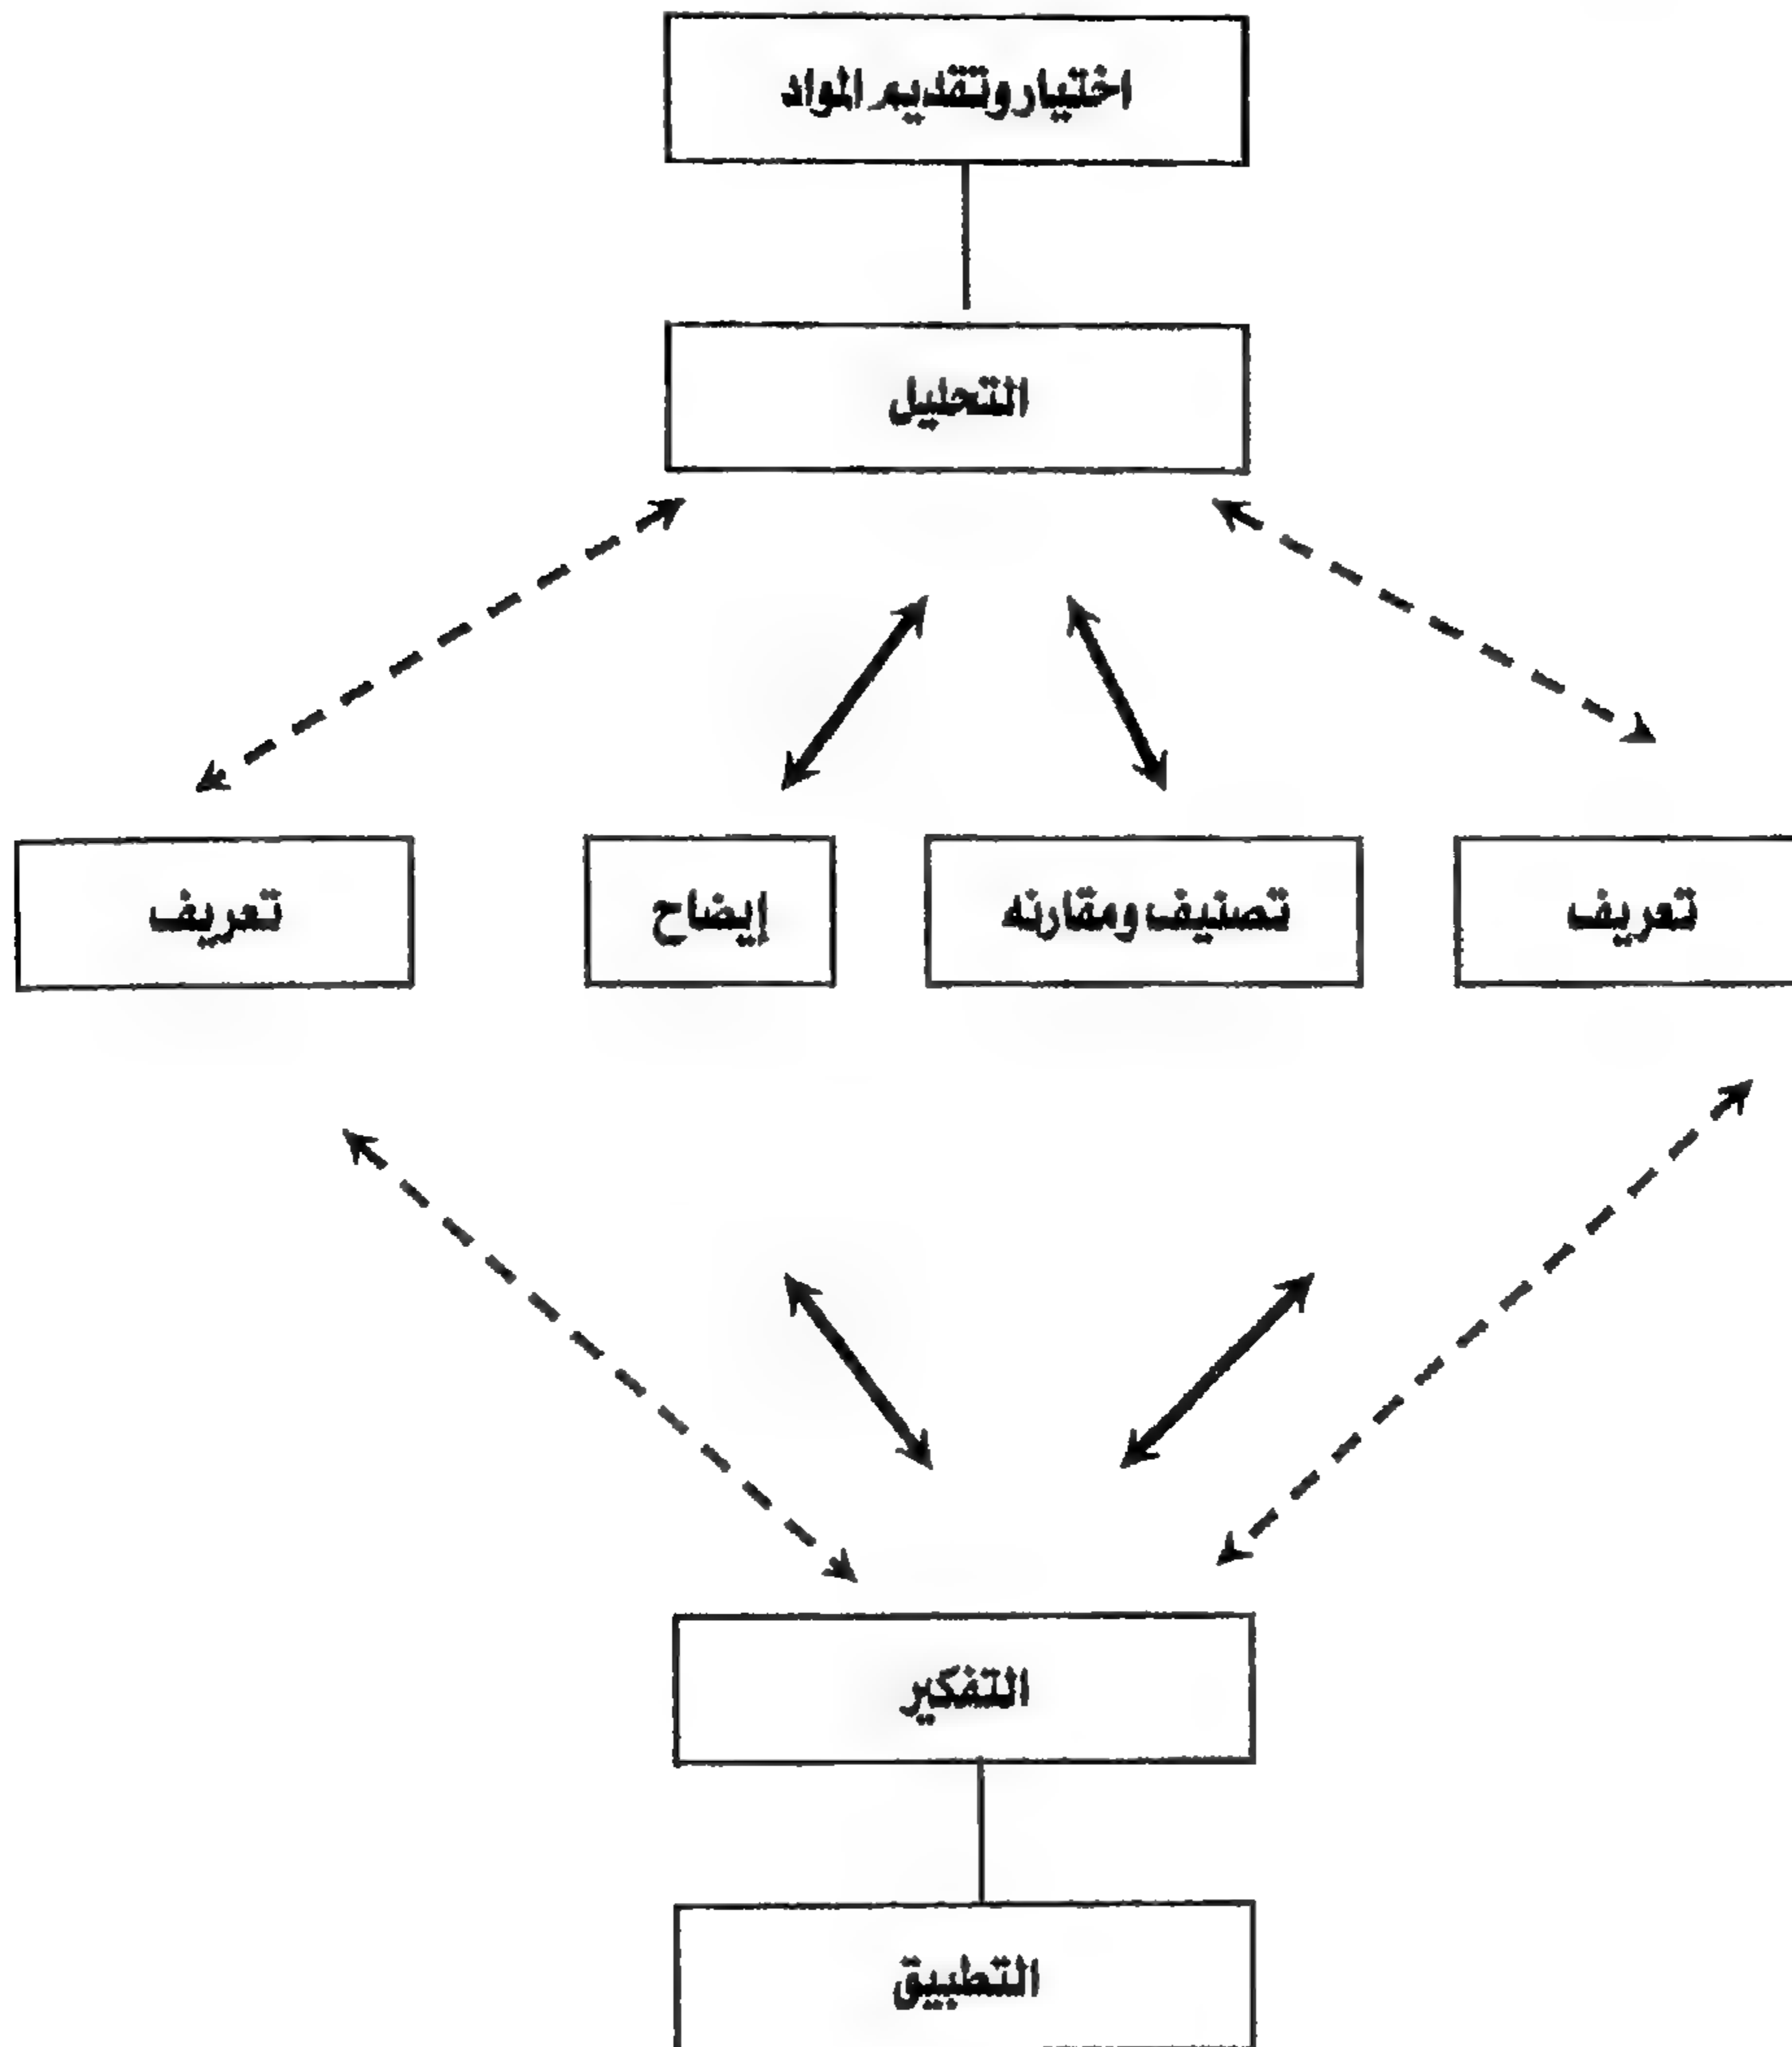 اختيار وتقديم المواد
التحليل
تعريف
تصنيف ومقارنه
إيضاح
تعريف
التفكير
التطبيق